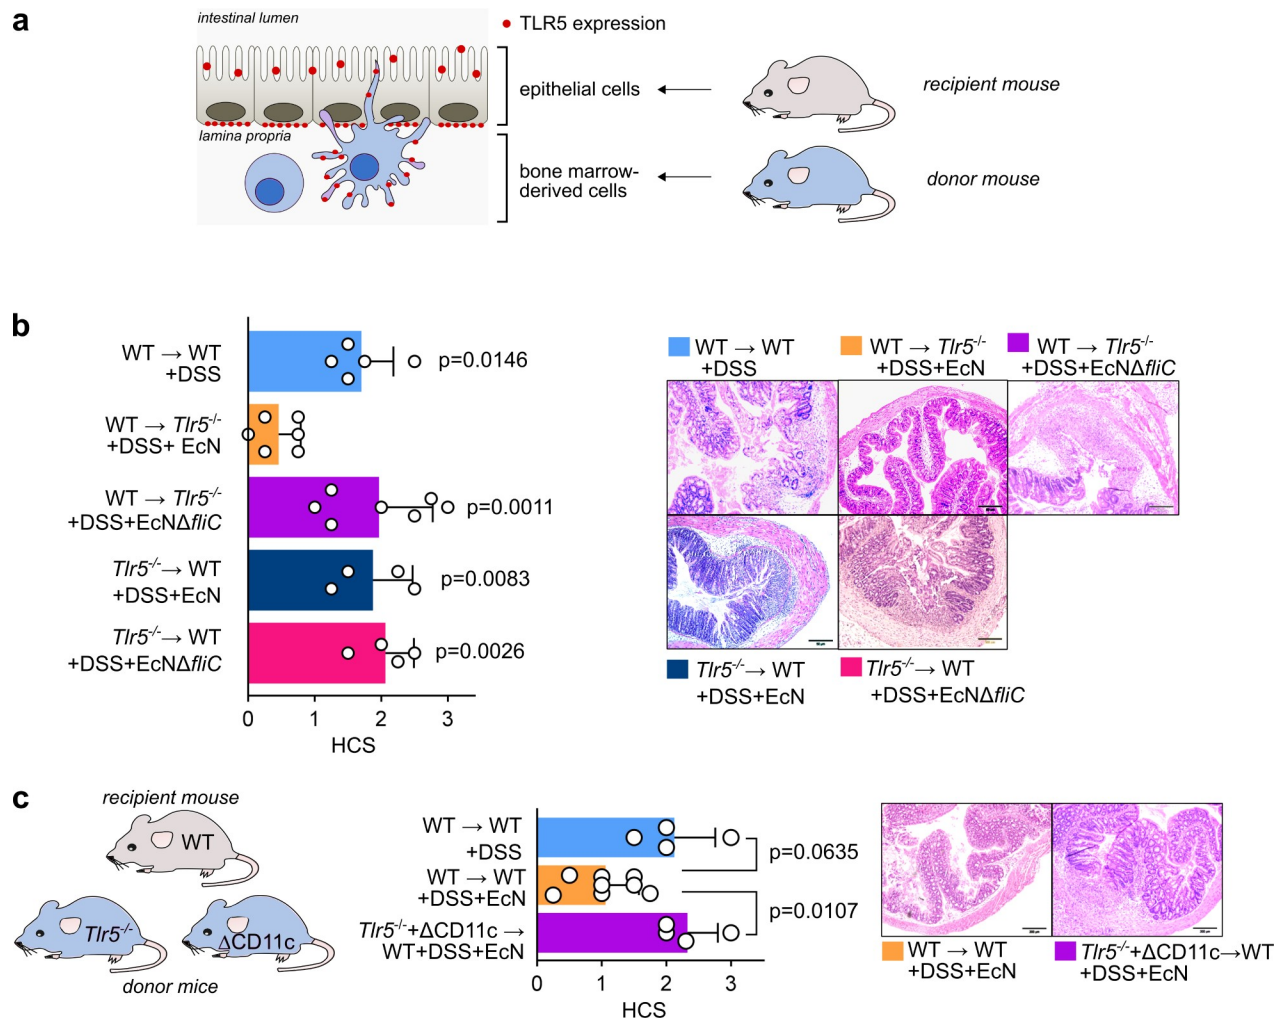 a
intestinal lumen
TLR5 expression
epithelial cells
recipient mouse
lamina propria
bone marrow-
derived cells
donor mouse
b
WT → WT
+DSS
p=0.0146
WT → Tlr5-/-
+DSS+ EcN
WT → Tlr5-/-
+DSS+EcNΔfliC
p=0.0011
Tlr5-/-→ WT
+DSS+EcN
p=0.0083
Tlr5-/-→ WT
+DSS+EcNΔfliC
p=0.0026
0 1 2 3
HCS
WT → WT
+DSS
WT → Tlr5-/-
+DSS+EcN
WT → Tlr5-/-
+DSS+EcNΔfliC
Tlr5-/-→ WT
+DSS+EcN
Tlr5-/-→ WT
+DSS+EcNΔfliC
c
recipient mouse
WT
Tlr5-/-
ΔCD11c
donor mice
WT → WT
+DSS
WT → WT
+DSS+EcN
Tlr5-/-+ΔCD11c →
WT+DSS+EcN
p=0.0635
p=0.0107
0 1 2 3
HCS
WT → WT
+DSS+EcN
Tlr5-/-+ΔCD11c→WT
+DSS+EcN